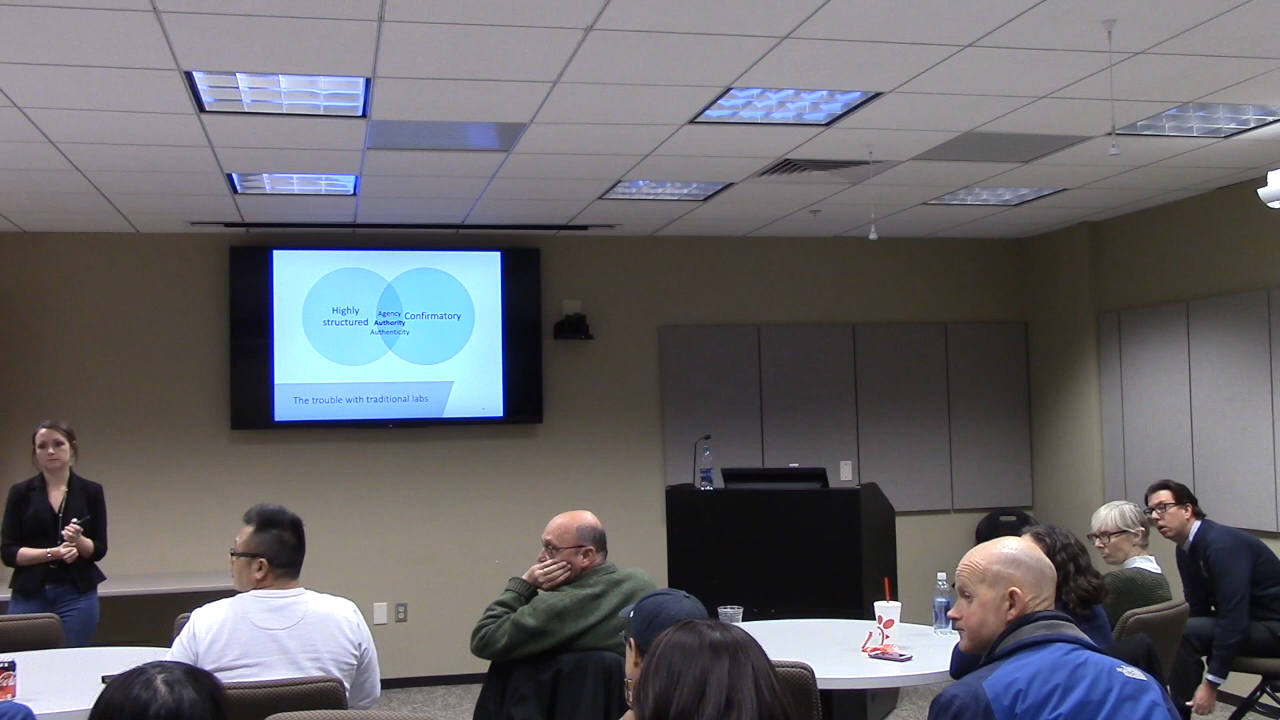 Highly
structured
Agency
Authority
Authenticity
Confirmatory
The trouble with traditional labs